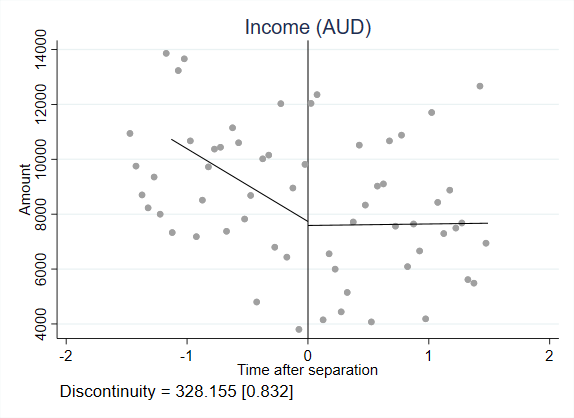 Income (AUD)
14000
12000
10000
8000
6000
4000
Amount
-2 -1 0 1 2
Time after separation
Discontinuity = 328.155 [0.832]